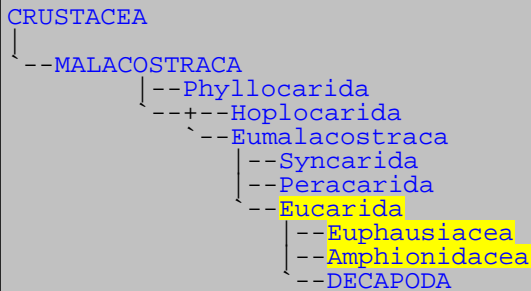 CRUSTACEA
|
`--MALACOSTRACA
         |--Phyllocarida
         `--+--Hoplocarida
            `--Eumalacostraca
               |--Syncarida
               |--Peracarida
               `--Eucarida
                  |--Euphausiacea
                  |--Amphionidacea
                  `--DECAPODA